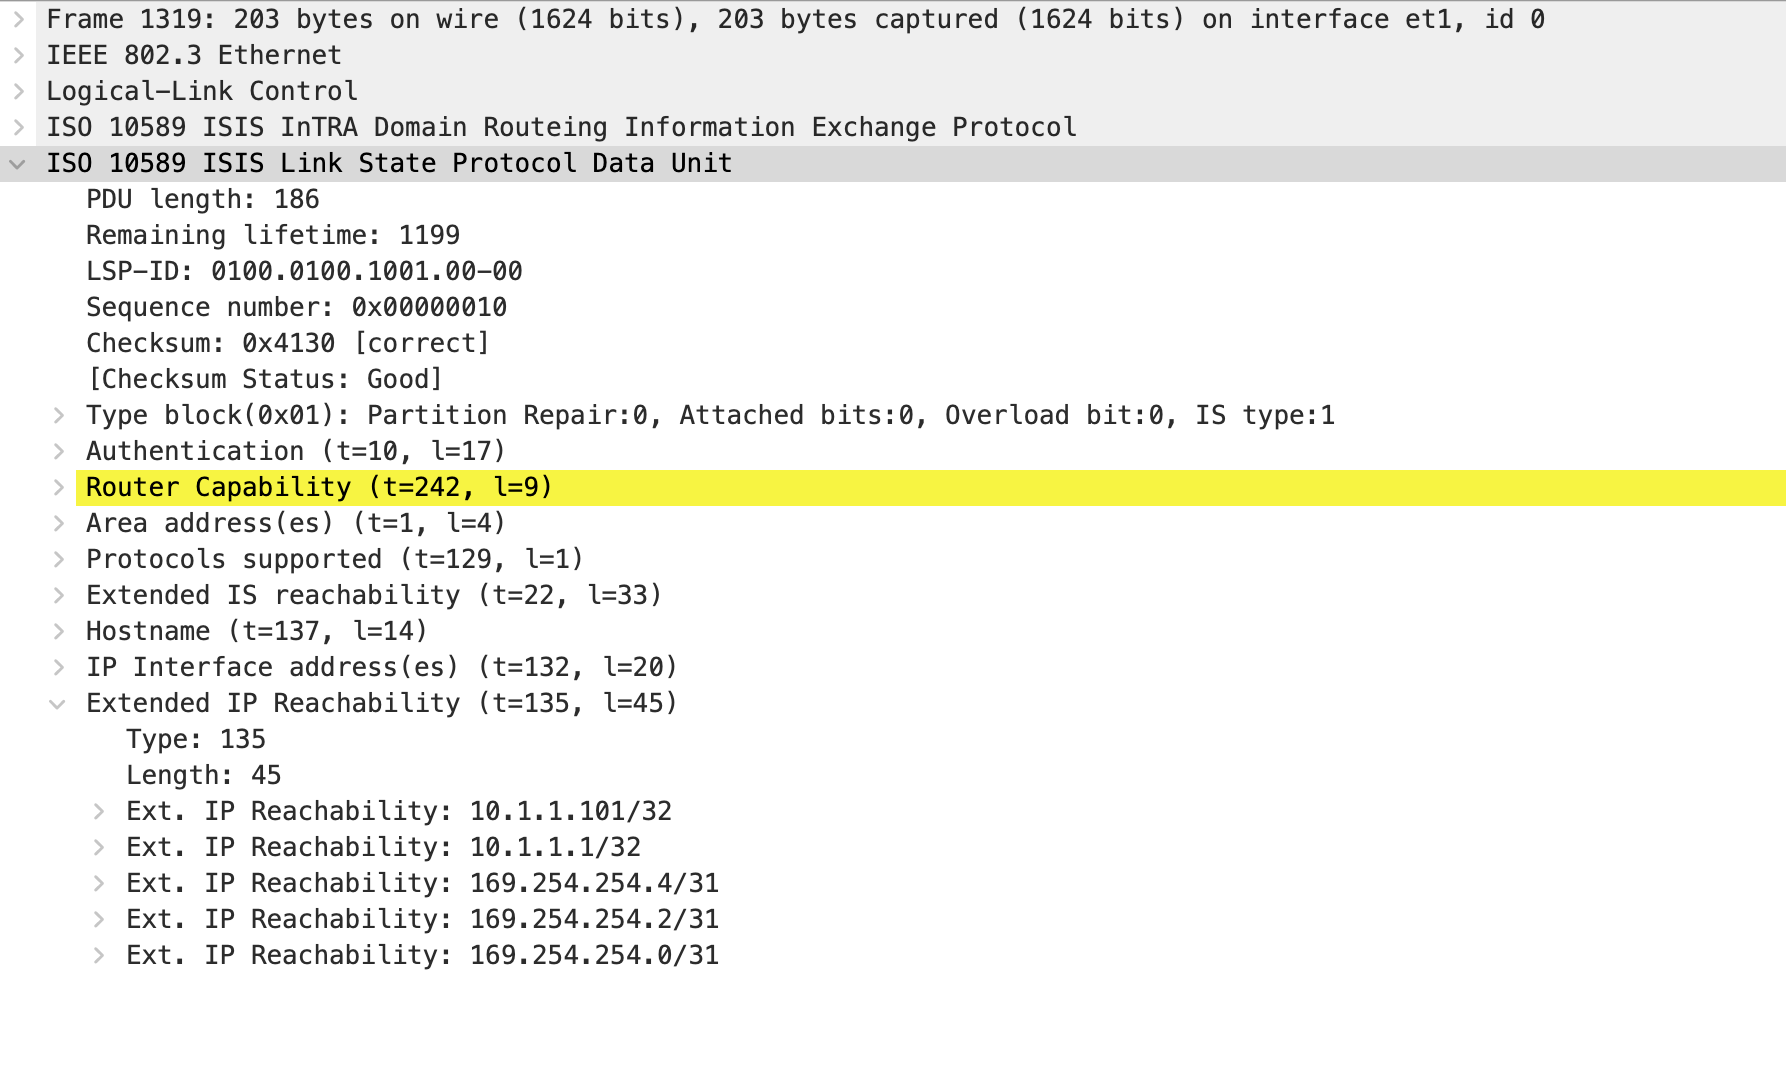 Frame 1319: 203 bytes on wire (1624 bits), 203 bytes captured (1624 bits) on interface et1, id 0
IEEE 802.3 Ethernet
Logical-Link Control
ISO 10589 ISIS InTRA Domain Routeing Information Exchange Protocol
ISO 10589 ISIS Link State Protocol Data Unit
PDU length: 186
Remaining lifetime: 1199
LSP-ID: 0100.0100.1001.00-00
Sequence number: 0x00000010
Checksum: 0x4130 [correct]
[Checksum Status: Good]
Type block(0x01): Partition Repair:0, Attached bits:0, Overload bit:0, IS type:1
Authentication (t=10, l=17)
Router Capability (t=242, l=9)
Area address(es) (t=1, l=4)
Protocols supported (t=129, l=1)
Extended IS reachability (t=22, l=33)
Hostname (t=137, l=14)
IP Interface address(es) (t=132, l=20)
Extended IP Reachability (t=135, l=45)
Type: 135
Length: 45
Ext. IP Reachability: 10.1.1.101/32
Ext. IP Reachability: 10.1.1.1/32
Ext. IP Reachability: 169.254.254.4/31
Ext. IP Reachability: 169.254.254.2/31
Ext. IP Reachability: 169.254.254.0/31